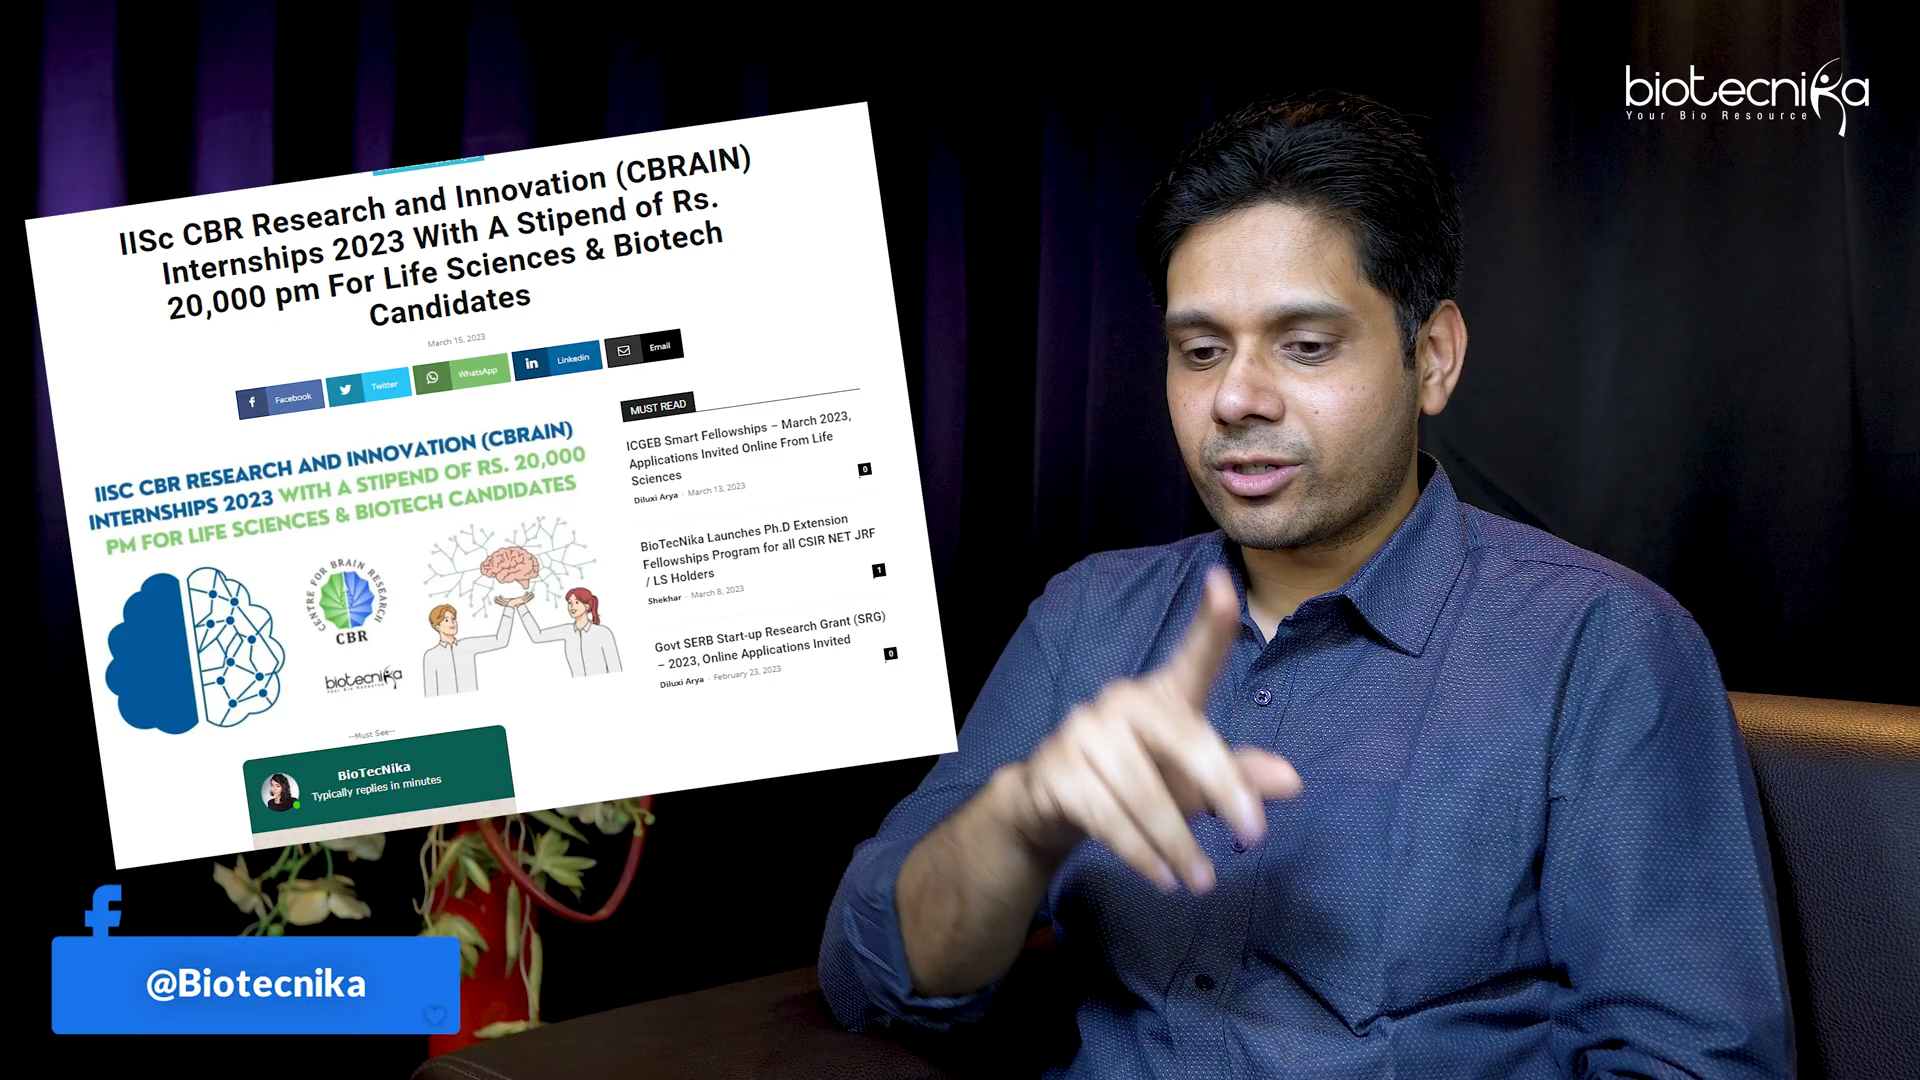 biotecnika
Your Bio Resource
IISc CBR Research and Innovation (CBRAIN)
Internships 2023 With A Stipend of Rs.
20,000 pm For Life Sciences & Biotech
Candidates
March 15, 2023
Facebook
Twitter
WhatsApp
Linkedin
Email
IISC CBR RESEARCH AND INNOVATION (CBRAIN)
INTERNSHIPS 2023 WITH A STIPEND OF RS. 20,000
PM FOR LIFE SCIENCES & BIOTECH CANDIDATES
CENTRE FOR BRAIN RESEARCH
CBR
biotecnika
Your Bio Resource
--Must See--
BioTecNika
Typically replies in minutes
MUST READ
ICGEB Smart Fellowships – March 2023,
Applications Invited Online From Life
Sciences
Diluxi Arya - March 13, 2023
0
BioTecNika Launches Ph.D Extension
Fellowships Program for all CSIR NET JRF
/ LS Holders
Shekhar - March 8, 2023
1
Govt SERB Start-up Research Grant (SRG)
– 2023, Online Applications Invited
Diluxi Arya - February 23, 2023
0
@Biotecnika